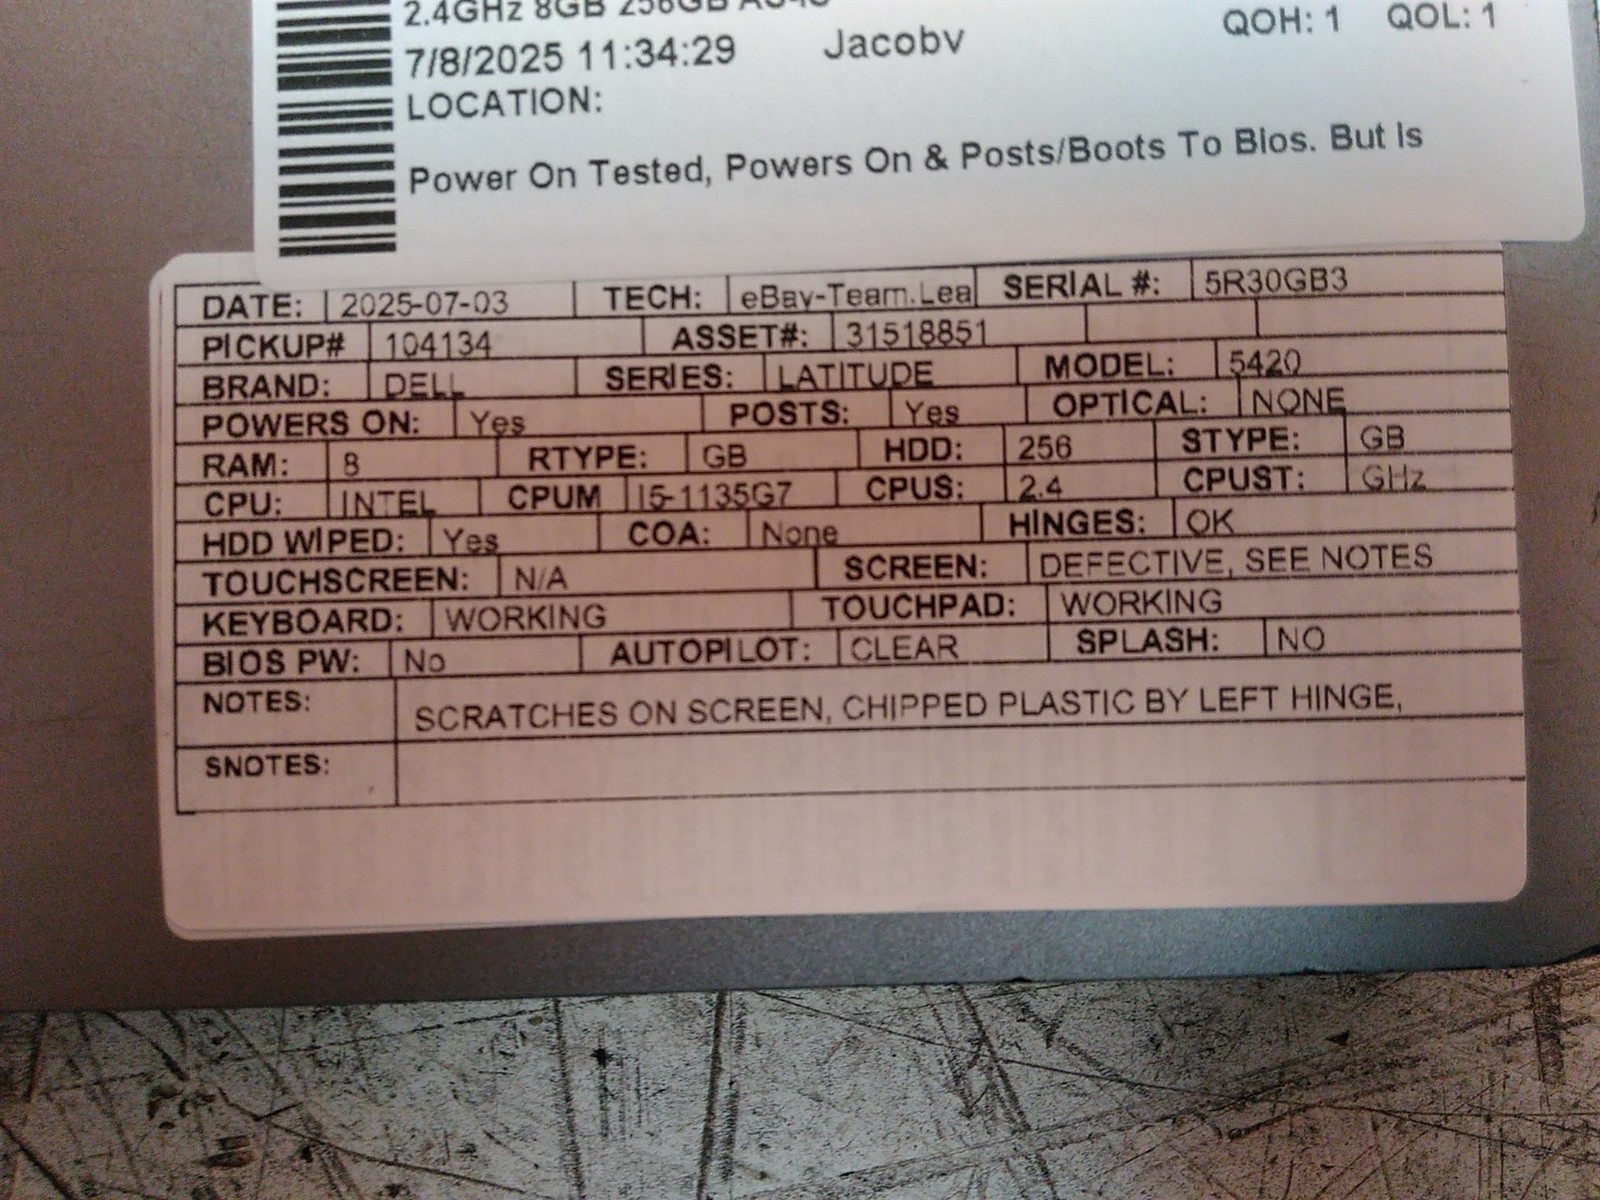 2.4GHz 8GB 256GB
7/8/2025 11:34:29 Jacobv QOH: 1 QOL: 1
LOCATION:
Power On Tested, Powers On & Posts/Boots To Bios. But Is
DATE: 2025-07-03 TECH: eBay-Team.Lea SERIAL #: 5R30GB3
PICKUP# 104134 ASSET#: 31518851
BRAND: DELL SERIES: LATITUDE MODEL: 5420
POWERS ON: Yes POSTS: Yes OPTICAL: NONE
RAM: 8 RTYPE: GB HDD: 256 STYPE: GB
CPU: INTEL CPUM I5-1135G7 CPUS: 2.4 CPUST: GHz
HDD WIPED: Yes COA: None HINGES: OK
TOUCHSCREEN: N/A SCREEN: DEFECTIVE, SEE NOTES
KEYBOARD: WORKING TOUCHPAD: WORKING
BIOS PW: No AUTOPILOT: CLEAR SPLASH: NO
NOTES: SCRATCHES ON SCREEN, CHIPPED PLASTIC BY LEFT HINGE,
SNOTES: